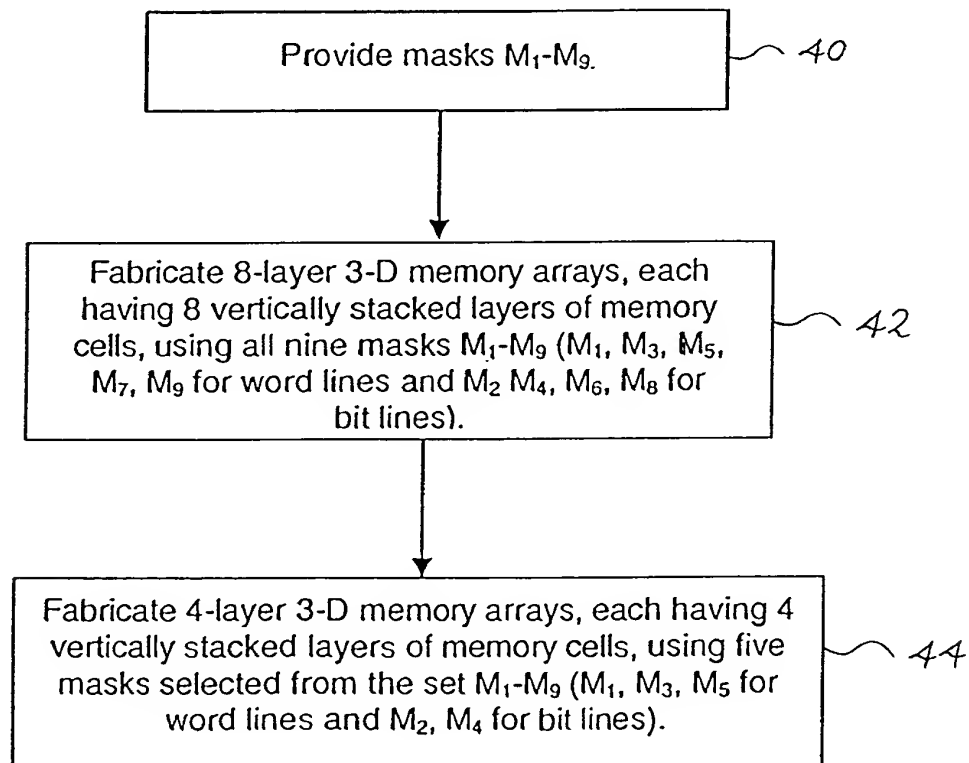 Provide masks M₁-M₉.
40
Fabricate 8-layer 3-D memory arrays, each
having 8 vertically stacked layers of memory
cells, using all nine masks M₁-M₉ (M₁, M₃, M₅,
M₇, M₉ for word lines and M₂ M₄, M₆, M₈ for
bit lines).
42
Fabricate 4-layer 3-D memory arrays, each having 4
vertically stacked layers of memory cells, using five
masks selected from the set M₁-M₉ (M₁, M₃, M₅ for
word lines and M₂, M₄ for bit lines).
44